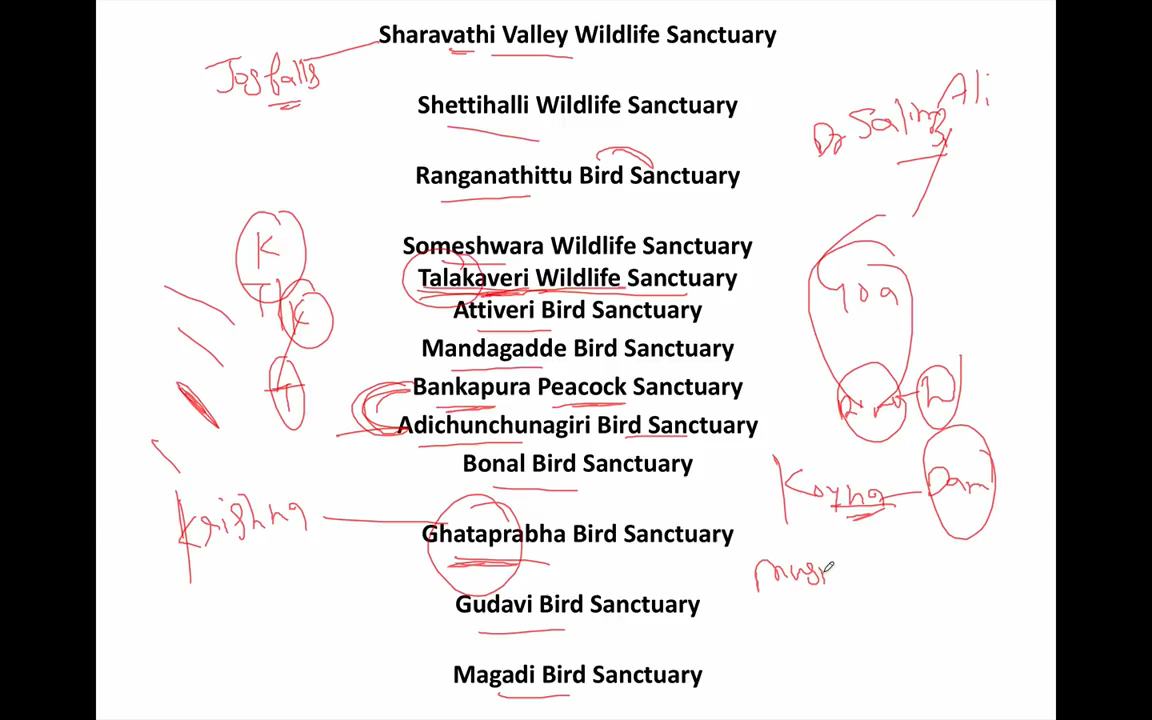 Sharavathi Valley Wildlife Sanctuary
Jog falls
Shettihalli Wildlife Sanctuary
Dr Salim Ali
Ranganathittu Bird Sanctuary
K
Someshwara Wildlife Sanctuary
Talakaveri Wildlife Sanctuary
Goa
T K
Attiveri Bird Sanctuary
Mandagadde Bird Sanctuary
T
Bankapura Peacock Sanctuary
Adichunchunagiri Bird Sanctuary
Bonal Bird Sanctuary
Koyna Dam
Krishna
Ghataprabha Bird Sanctuary
Gudavi Bird Sanctuary
Magadi Bird Sanctuary